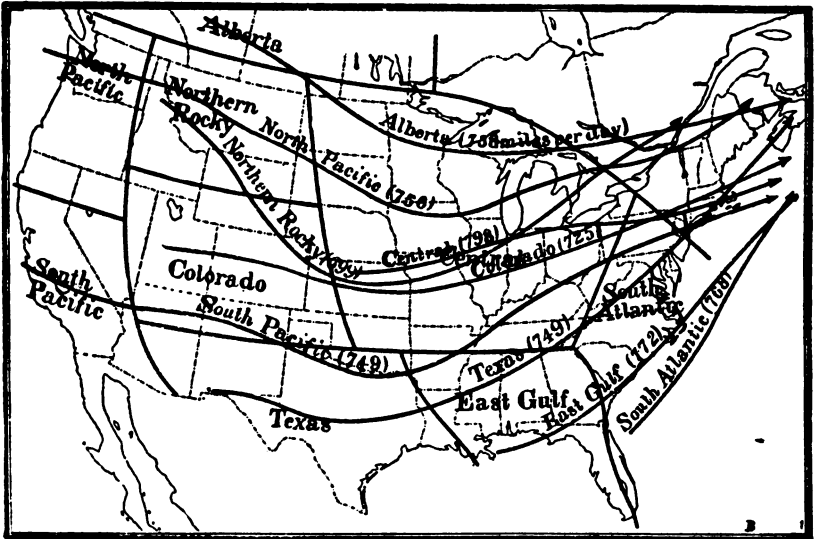 Alberta
North
Pacific
Northern
Rocky
North Pacific (756)
Alberta (758 miles per day)
Northern Rocky (699)
Central (798)
Central
Colorado (725)
Colorado
South
Pacific
South Pacific (749)
South
Atlantic
Texas (749)
East Gulf
East Gulf (772)
South Atlantic (768)
Texas
B